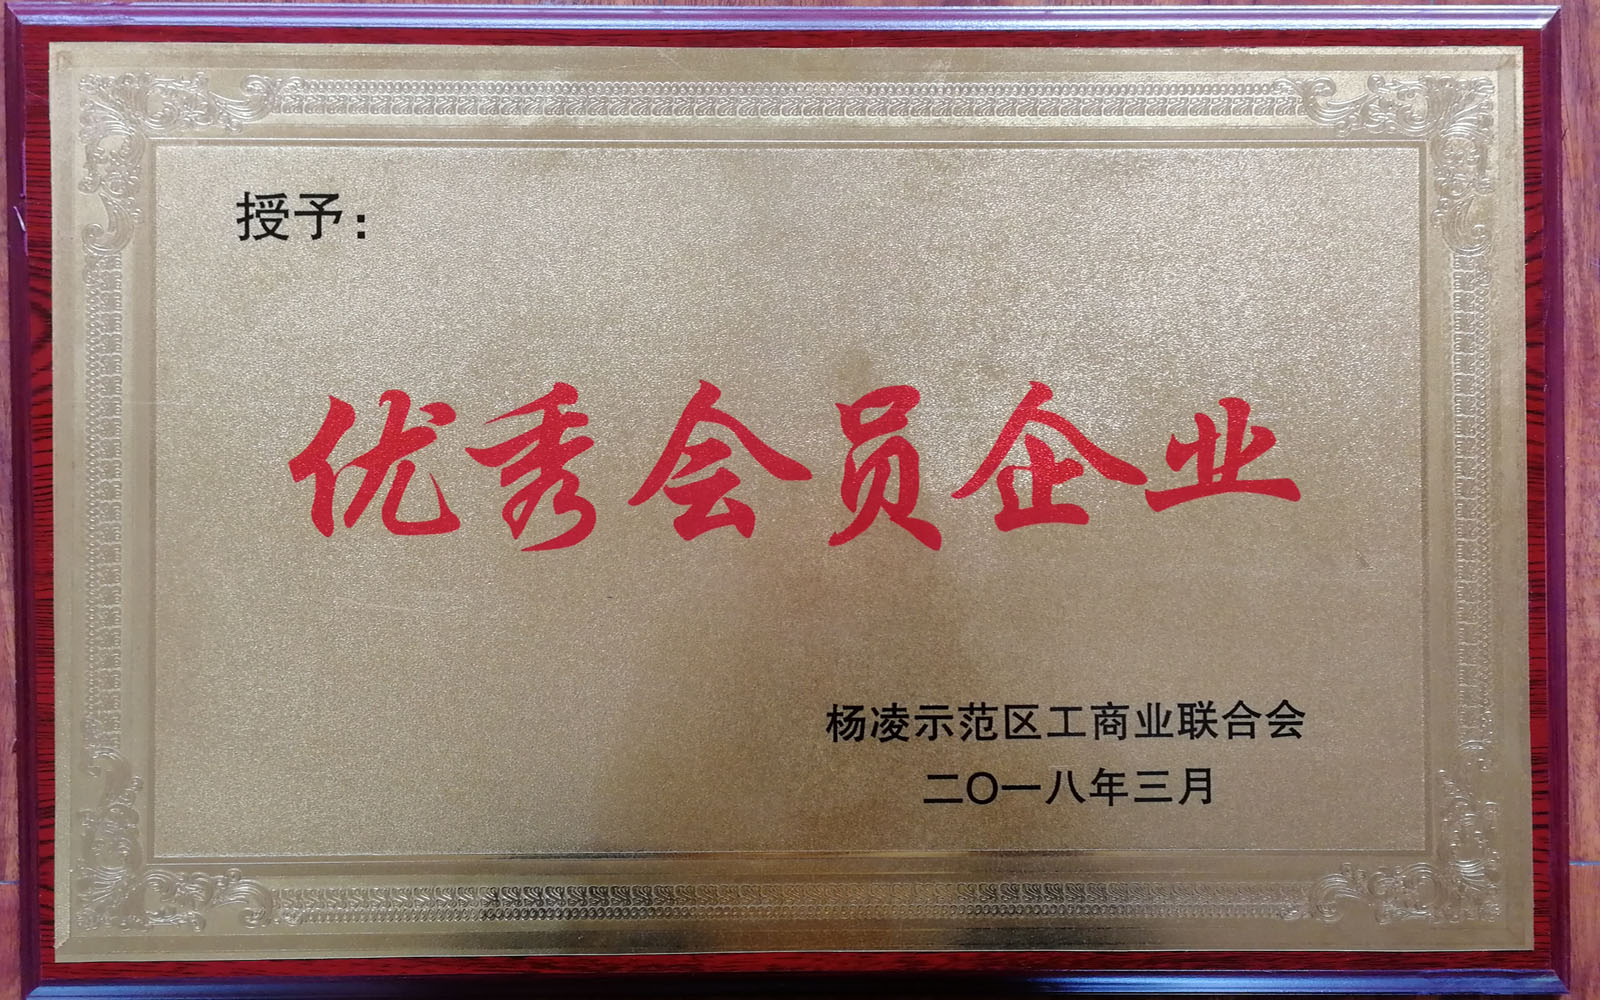 授予：
优秀会员企业
杨凌示范区工商业联合会
二〇一八年三月